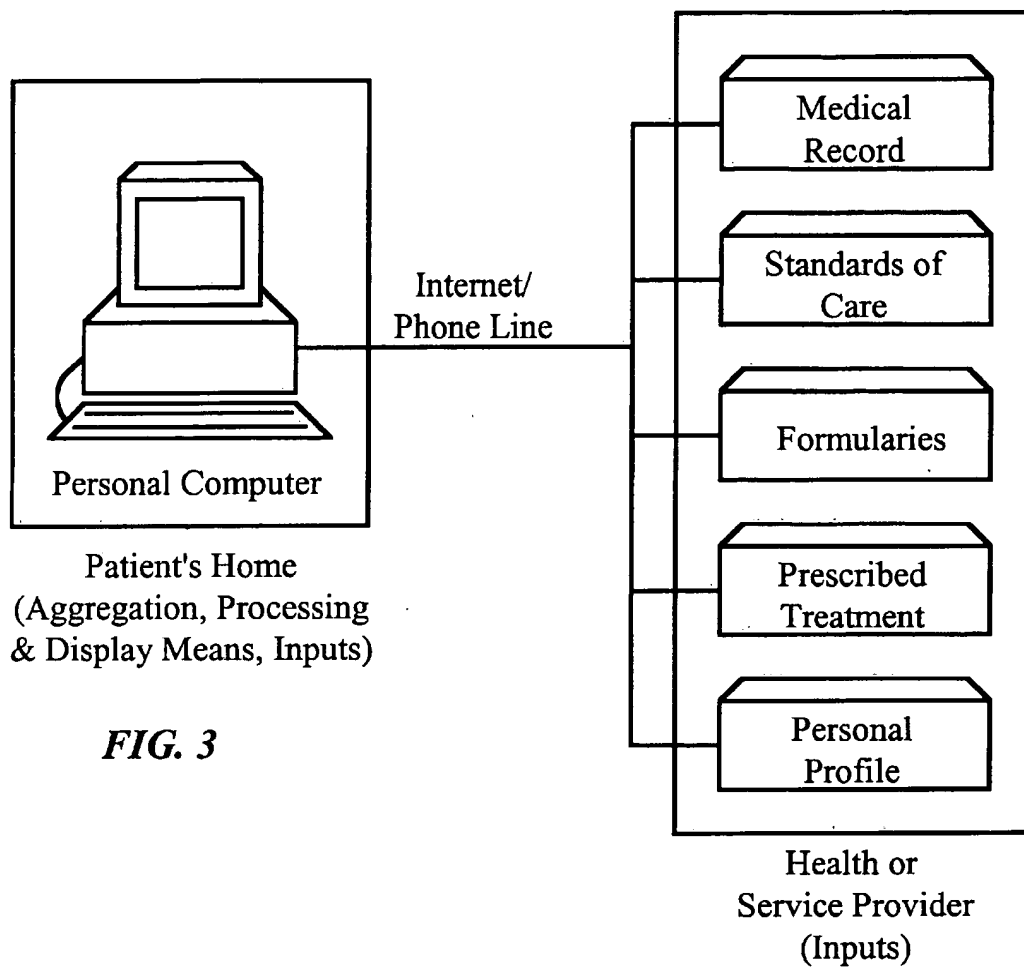 Personal Computer
Patient's Home
(Aggregation, Processing
& Display Means, Inputs)
FIG. 3
Internet/
Phone Line
Medical
Record
Standards of
Care
Formularies
Prescribed
Treatment
Personal
Profile
Health or
Service Provider
(Inputs)